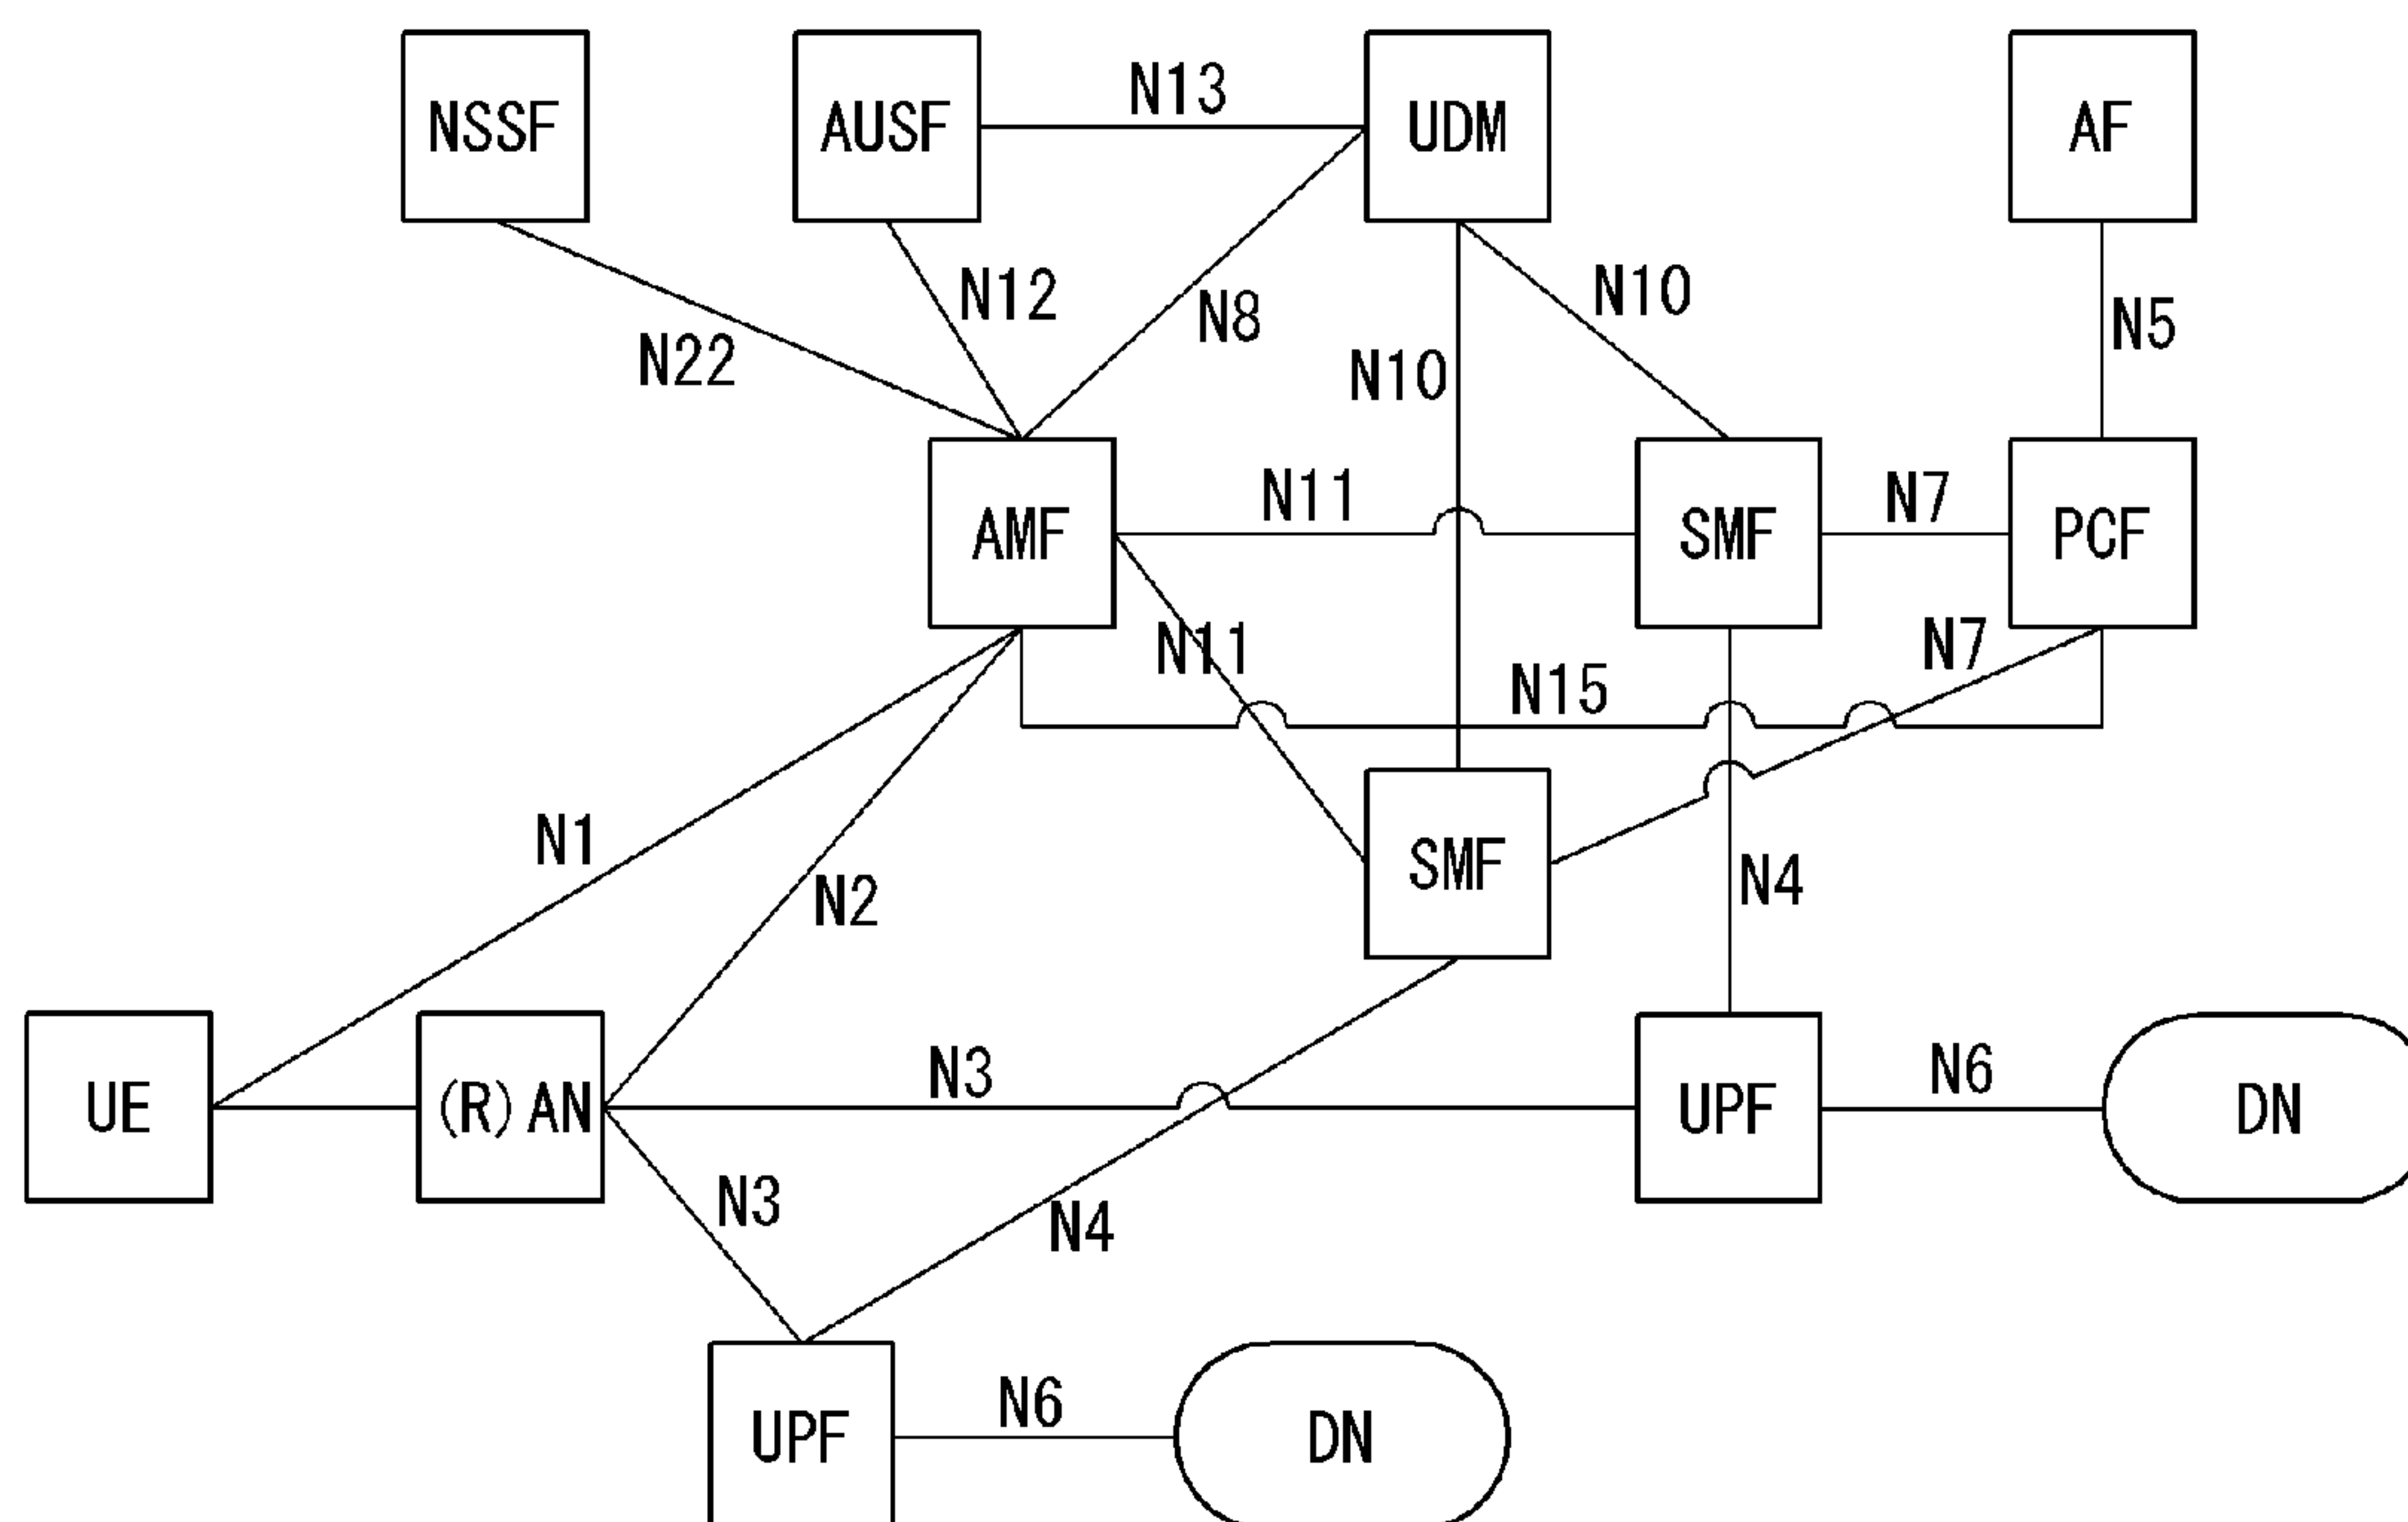 NSSF
AUSF
N13
UDM
AF
N22
N12
N8
N10
N10
N5
AMF
N11
SMF
N7
PCF
N11
N15
N7
N1
N2
SMF
N4
UE
(R)AN
N3
UPF
N6
DN
N3
N4
UPF
N6
DN